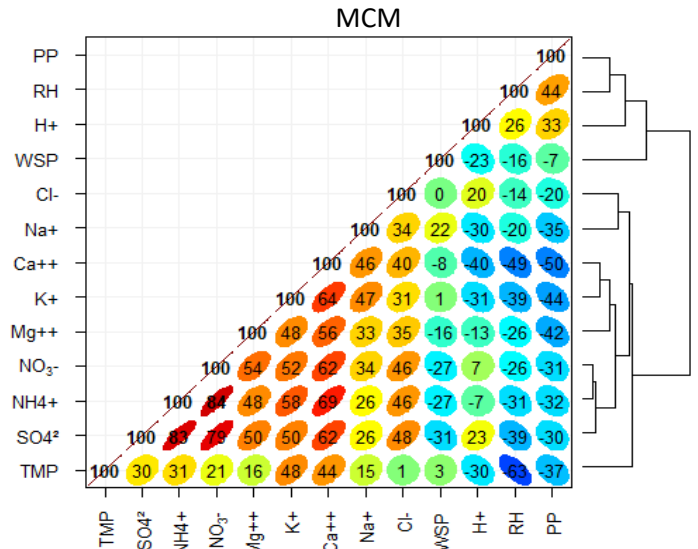 MCM
PP 100
RH 100 44
H+ 100 26 33
WSP 100 -23 -16 -7
Cl- 100 0 20 -14 -20
Na+ 100 34 22 -30 -20 -35
Ca++ 100 46 40 -8 -40 -49 -50
K+ 100 64 47 31 1 -31 -39 -44
Mg++ 100 48 56 33 35 -16 -13 -26 -42
NO₃- 100 54 52 62 34 46 -27 7 -26 -31
NH4+ 100 84 48 58 69 26 46 -27 -7 -31 -32
SO4² 100 83 79 50 50 62 26 48 -31 23 -39 -30
TMP 100 30 31 21 16 48 44 15 1 3 -30 -63 -37
TMP SO4² NH4+ NO₃- Mg++ K+ Ca++ Na+ Cl- WSP H+ RH PP